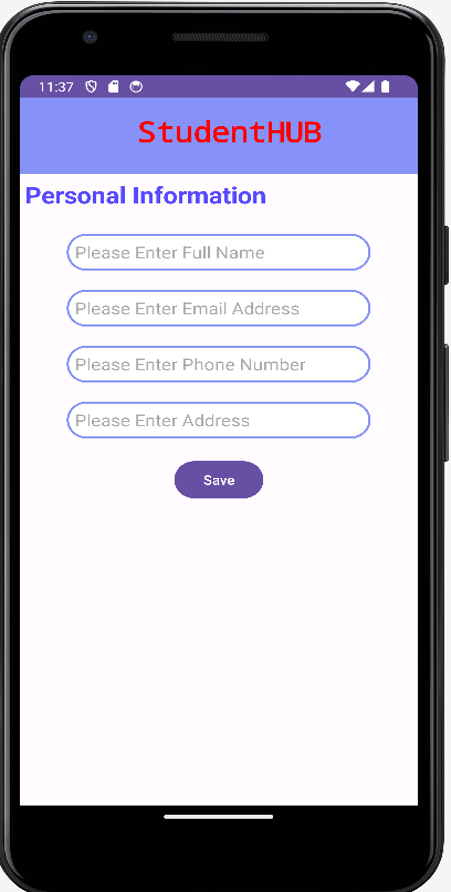 11:37
StudentHUB
Personal Information
Please Enter Full Name
Please Enter Email Address
Please Enter Phone Number
Please Enter Address
Save